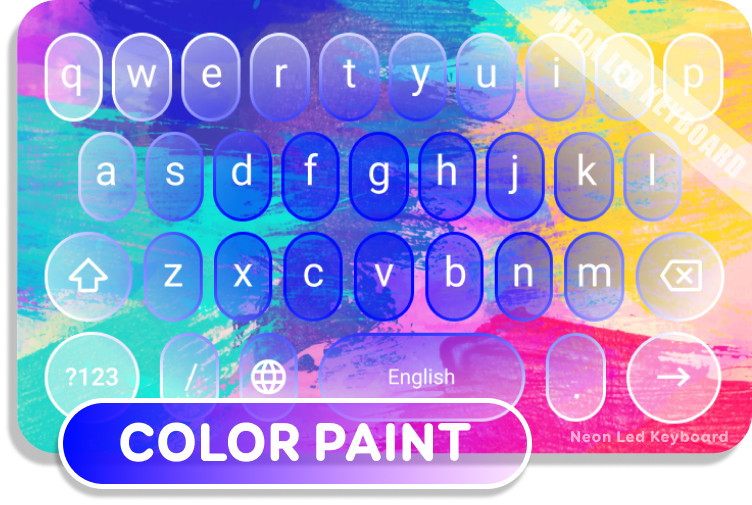 NEON LED KEYBOARD
q w e r t y u i o p
a s d f g h j k l
z x c v b n m
?123 / English .
COLOR PAINT
Neon Led Keyboard